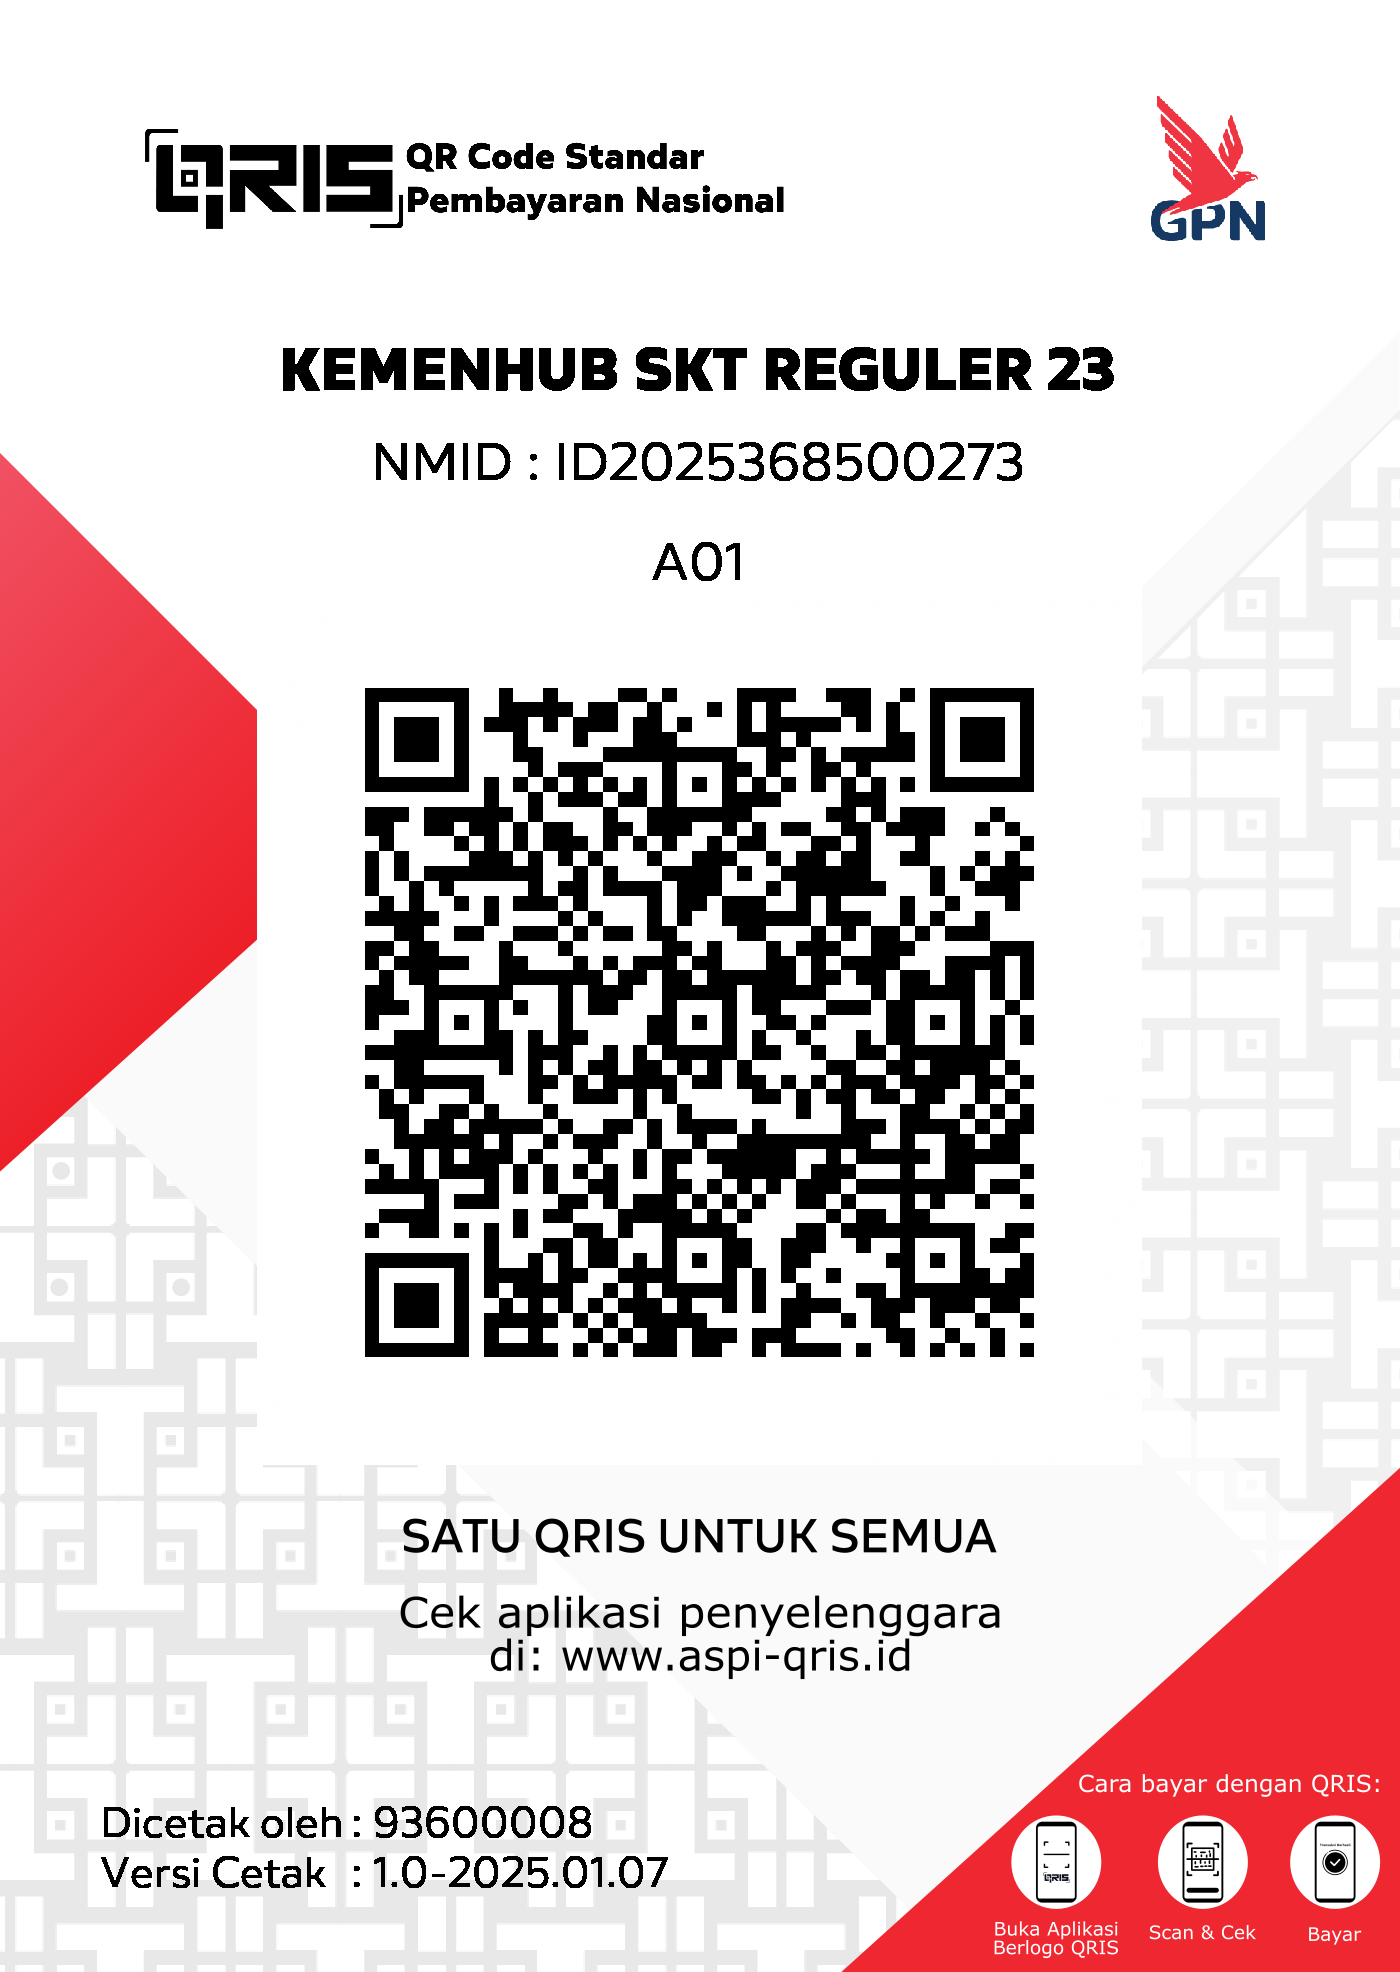 QRIS QR Code Standar
Pembayaran Nasional
GPN
KEMENHUB SKT REGULER 23
NMID : ID2025368500273
A01
SATU QRIS UNTUK SEMUA
Cek aplikasi penyelenggara
di: www.aspi-qris.id
Dicetak oleh : 93600008
Versi Cetak : 1.0-2025.01.07
Cara bayar dengan QRIS:
QRIS
Buka Aplikasi
Berlogo QRIS
Scan & Cek
Bayar